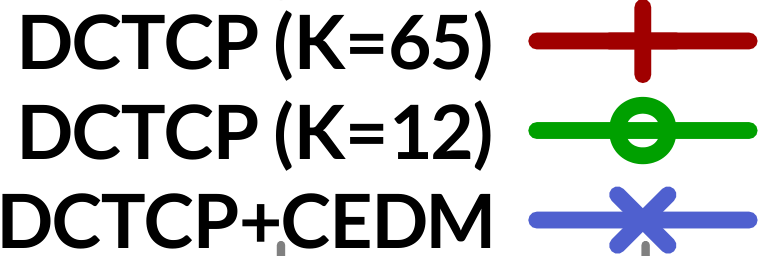 DCTCP (K=65)
DCTCP (K=12)
DCTCP+CEDM